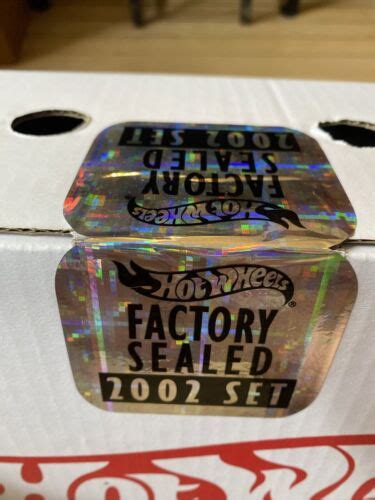 2002 SET
SEALED
FACTORY
HOT WHEELS
HOT WHEELS®
FACTORY
SEALED
2002 SET